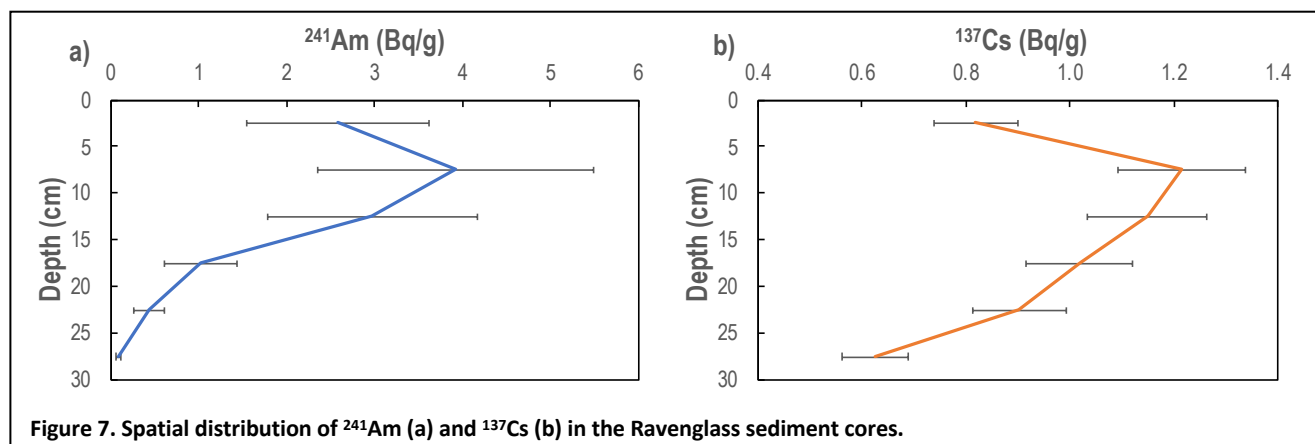 a)
²⁴¹Am (Bq/g)
0 1 2 3 4 5 6
0
5
10
15
20
25
30
Depth (cm)
b)
¹³⁷Cs (Bq/g)
0.4 0.6 0.8 1.0 1.2 1.4
0
5
10
15
20
25
30
Depth (cm)
Figure 7. Spatial distribution of ²⁴¹Am (a) and ¹³⁷Cs (b) in the Ravenglass sediment cores.